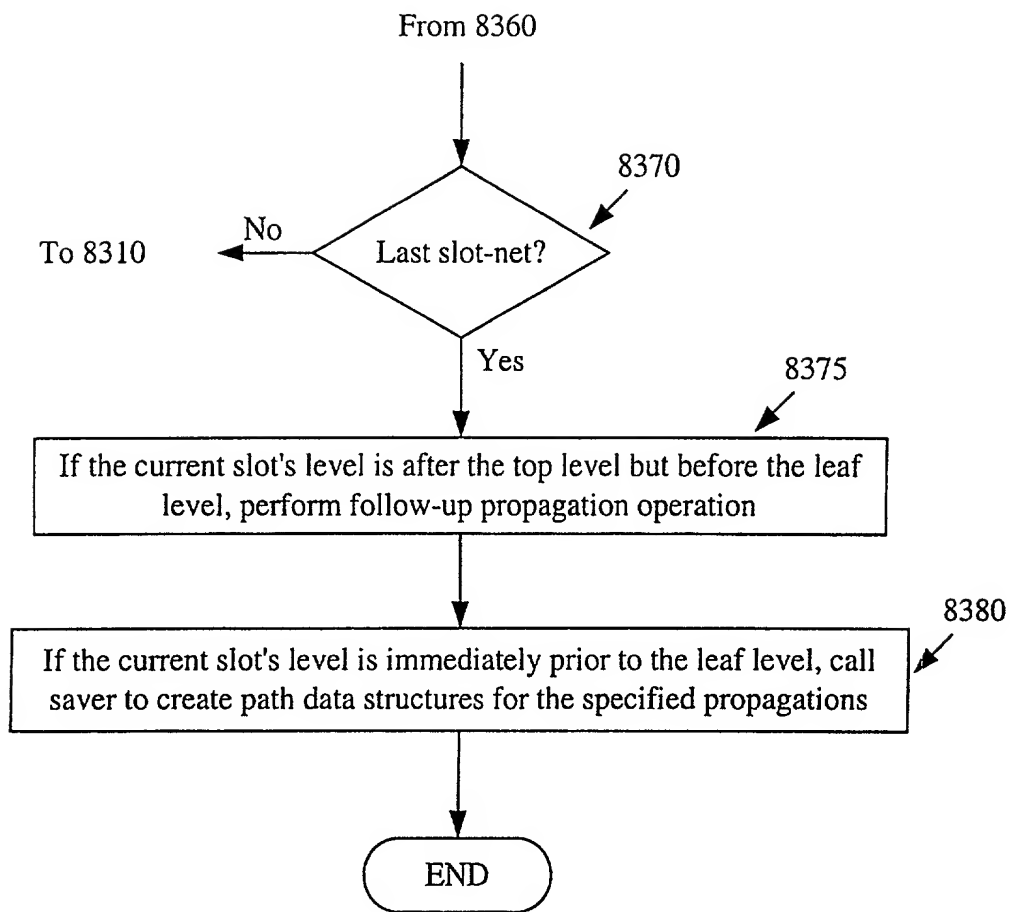 From 8360
8370
No
To 8310
Last slot-net?
Yes
8375
If the current slot's level is after the top level but before the leaf
level, perform follow-up propagation operation
8380
If the current slot's level is immediately prior to the leaf level, call
saver to create path data structures for the specified propagations
END